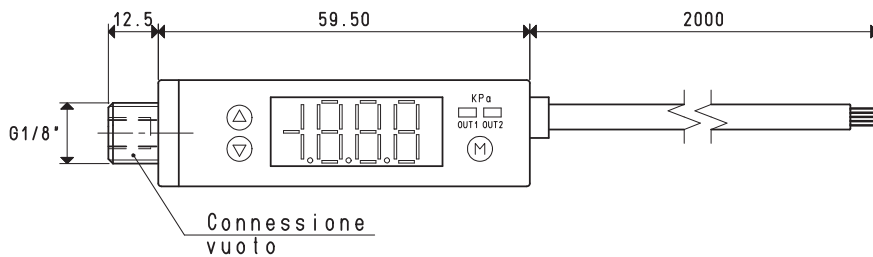 12.5
59.50
2000
G1/8"
KPa
OUT1 OUT2
M
-1.8.8.8
Connessione
vuoto